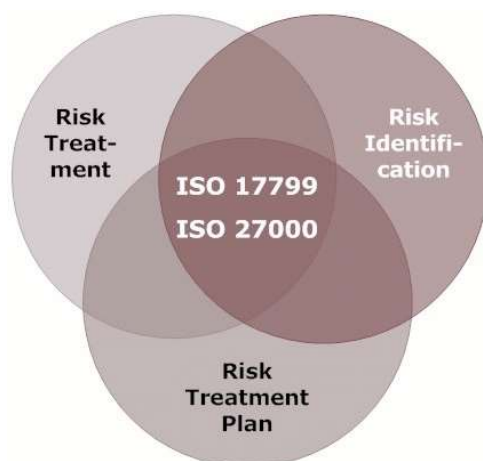 Risk
Treat-
ment
Risk
Identifi-
cation
ISO 17799
ISO 27000
Risk
Treatment
Plan